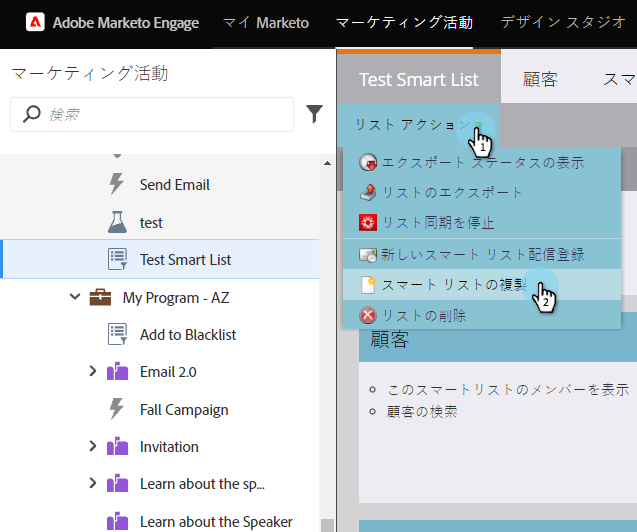 Adobe Marketo Engage
マイ Marketo
マーケティング活動
デザイン スタジオ
マーケティング活動
検索
Send Email
test
Test Smart List
My Program - AZ
Add to Blacklist
Email 2.0
Fall Campaign
Invitation
Learn about the sp...
Learn about the Speaker
Test Smart List
顧客
スマ
リスト アクション
1
エクスポート ステータスの表示
リストのエクスポート
リスト同期を停止
新しいスマート リスト配信登録
スマート リストの複製
2
リストの削除
顧客
このスマートリストのメンバーを表示
顧客の検索